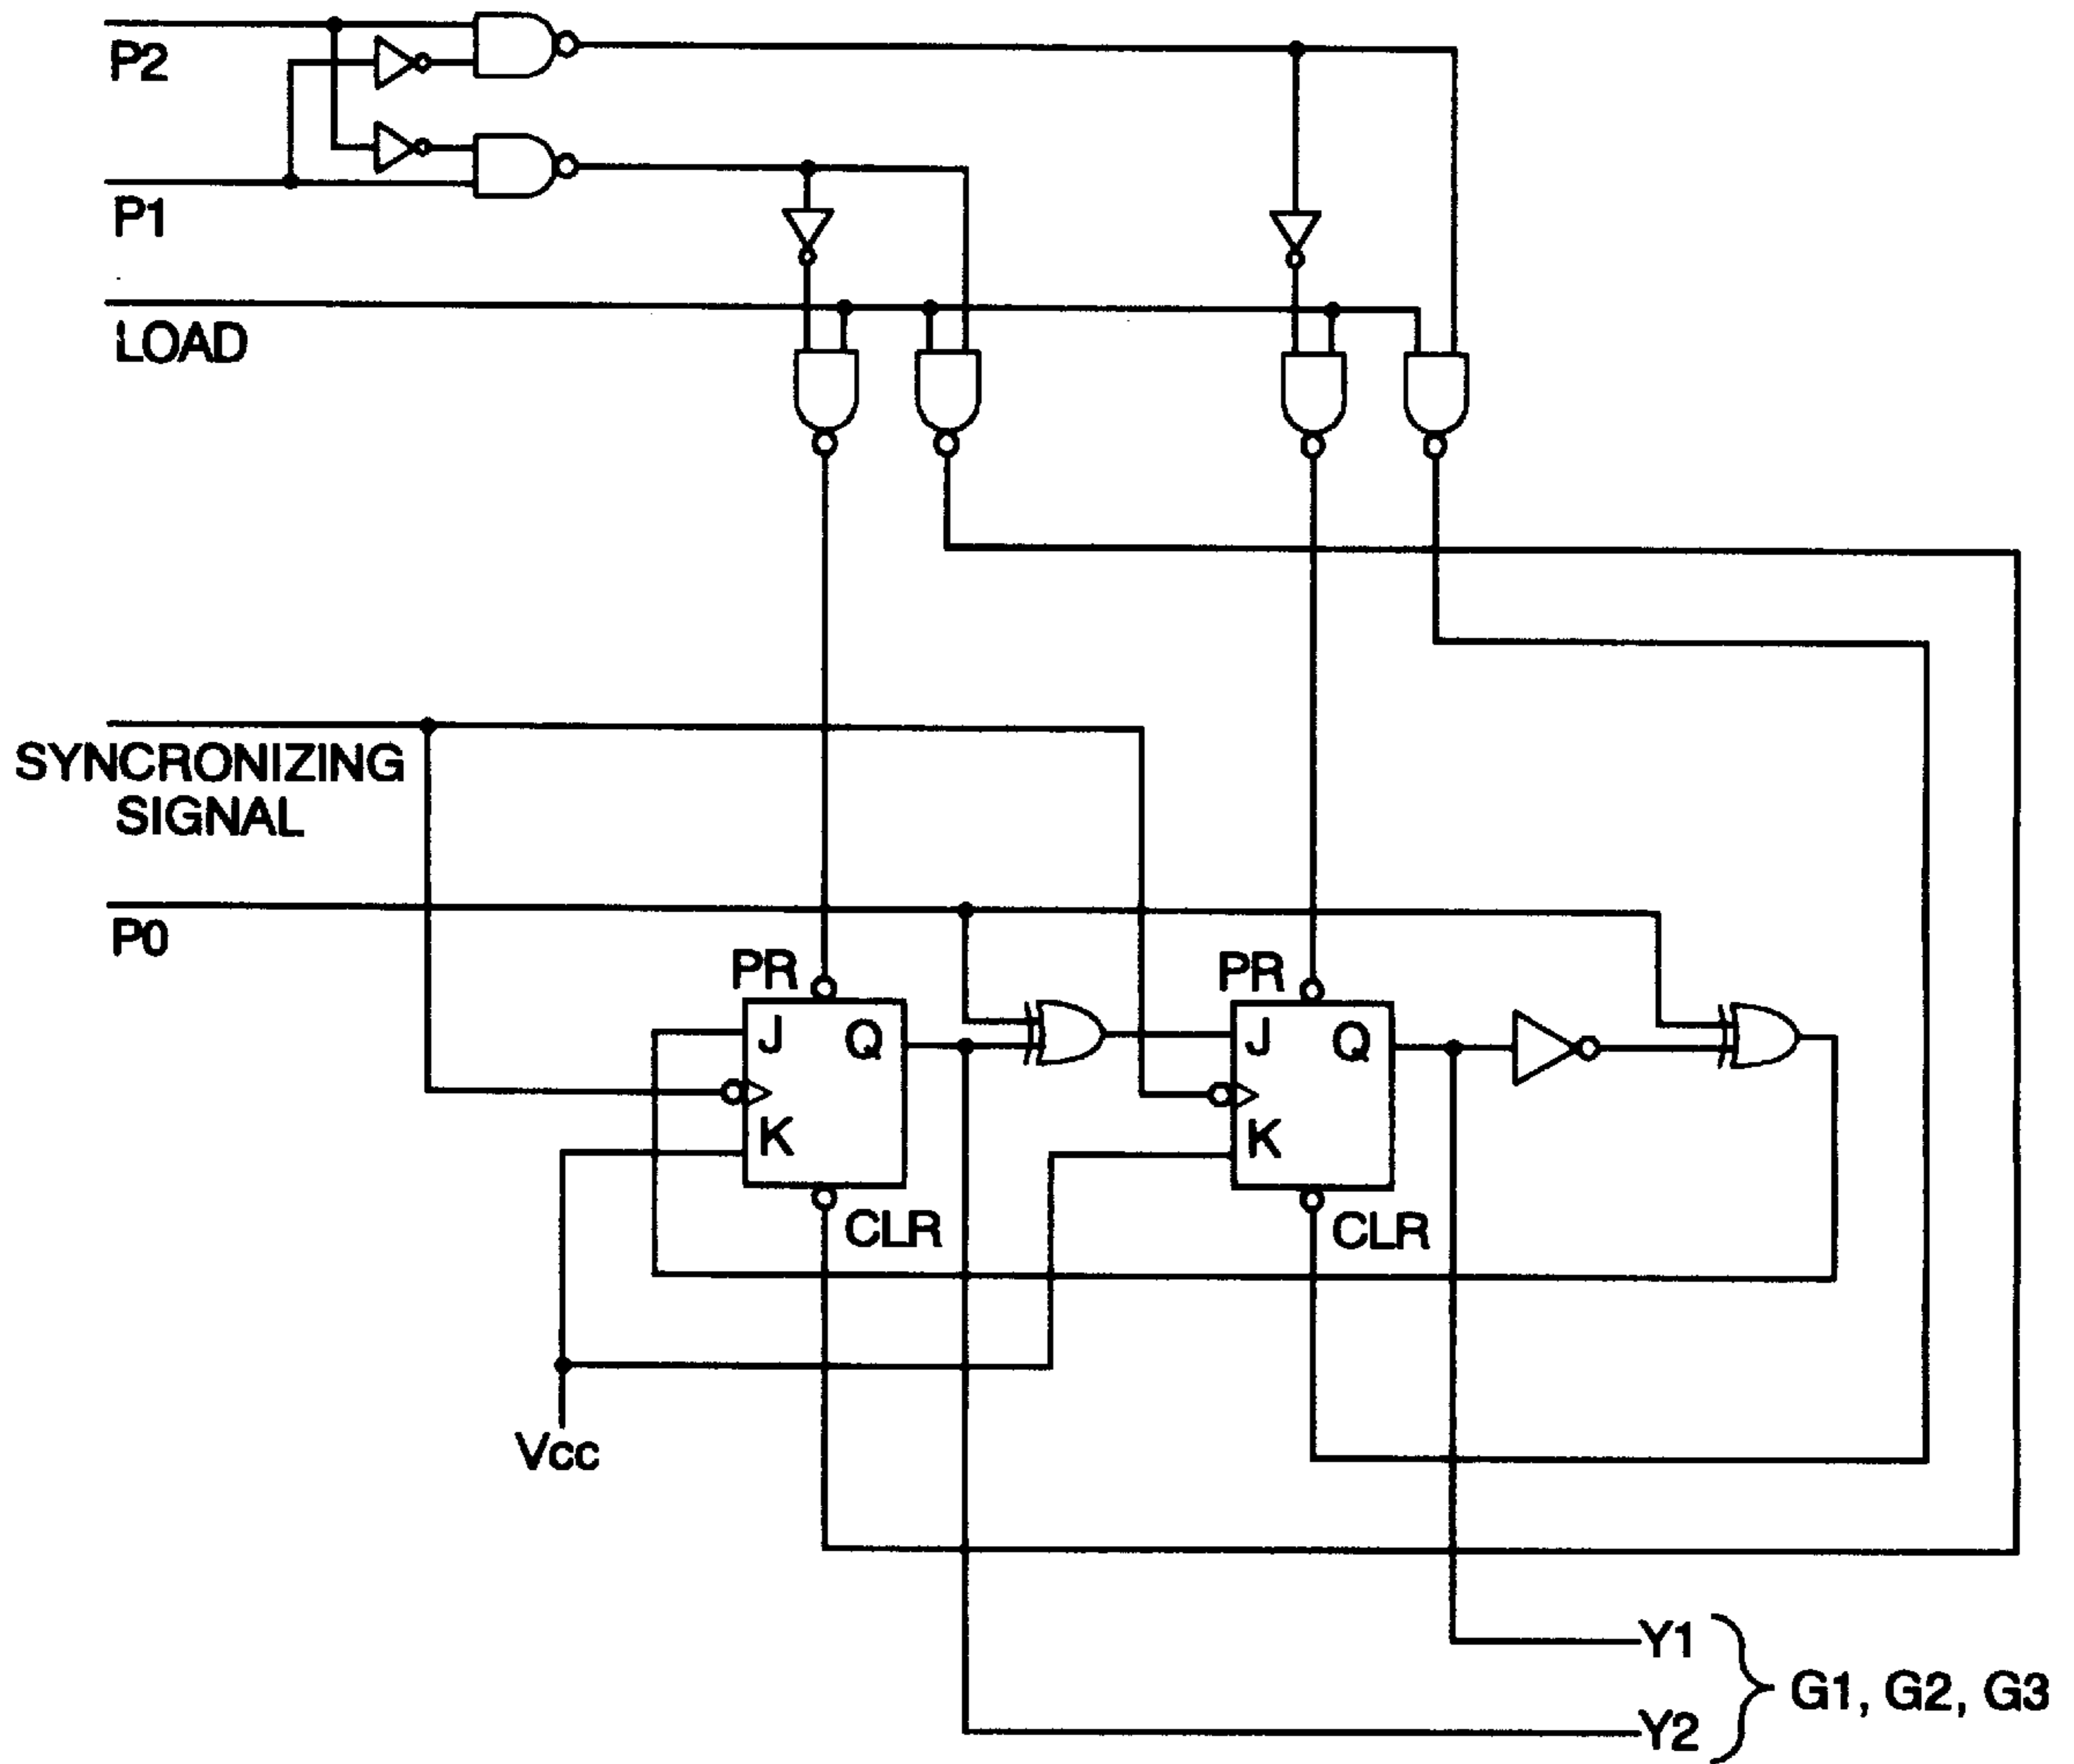 P2
P1
LOAD
SYNCRONIZING
SIGNAL
P0
PR
PR
J
Q
J
Q
K
K
CLR
CLR
Vcc
Y1
G1, G2, G3
Y2